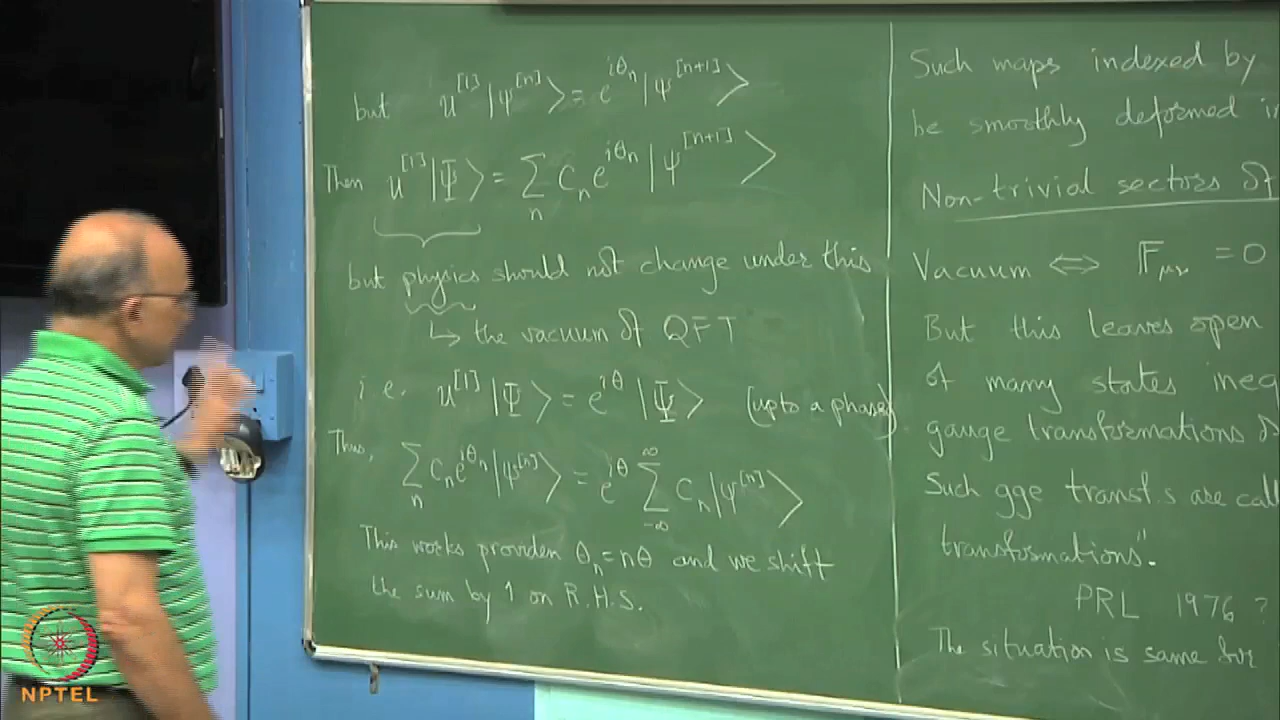 but u^[1] |ψ^[n]⟩ = e^{iθ_n} |ψ^[n+1]⟩
Then u^[1] |Ψ⟩ = Σ_n C_n e^{iθ_n} |ψ^[n+1]⟩
but physics should not change under this
↳ the vacuum of QFT
i.e. u^[1] |Ψ⟩ = e^{iθ} |Ψ⟩ (upto a phase)
Thus, Σ_n C_n e^{iθ_n} |ψ^[n]⟩ = e^{iθ} Σ_{-∞}^{∞} C_n |ψ^[n]⟩
This works providen θ_n = nθ and we shift
the sum by 1 on R.H.S.
Such maps indexed by
be smoothly deformed
Non-trivial sectors of
Vacuum ⇔ F_μν = 0
But this leaves open
of many states
gauge transformations
Such gge transf.s are
transformations".
PRL 1976 ?
The situation is same for
NPTEL